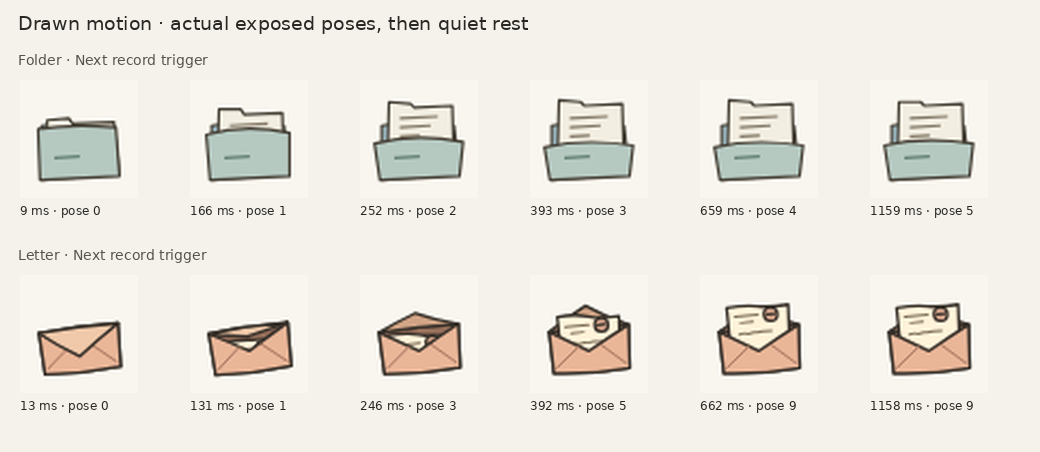 Drawn motion · actual exposed poses, then quiet rest
Folder · Next record trigger
9 ms · pose 0 166 ms · pose 1 252 ms · pose 2 393 ms · pose 3 659 ms · pose 4 1159 ms · pose 5
Letter · Next record trigger
13 ms · pose 0 131 ms · pose 1 246 ms · pose 3 392 ms · pose 5 662 ms · pose 9 1158 ms · pose 9